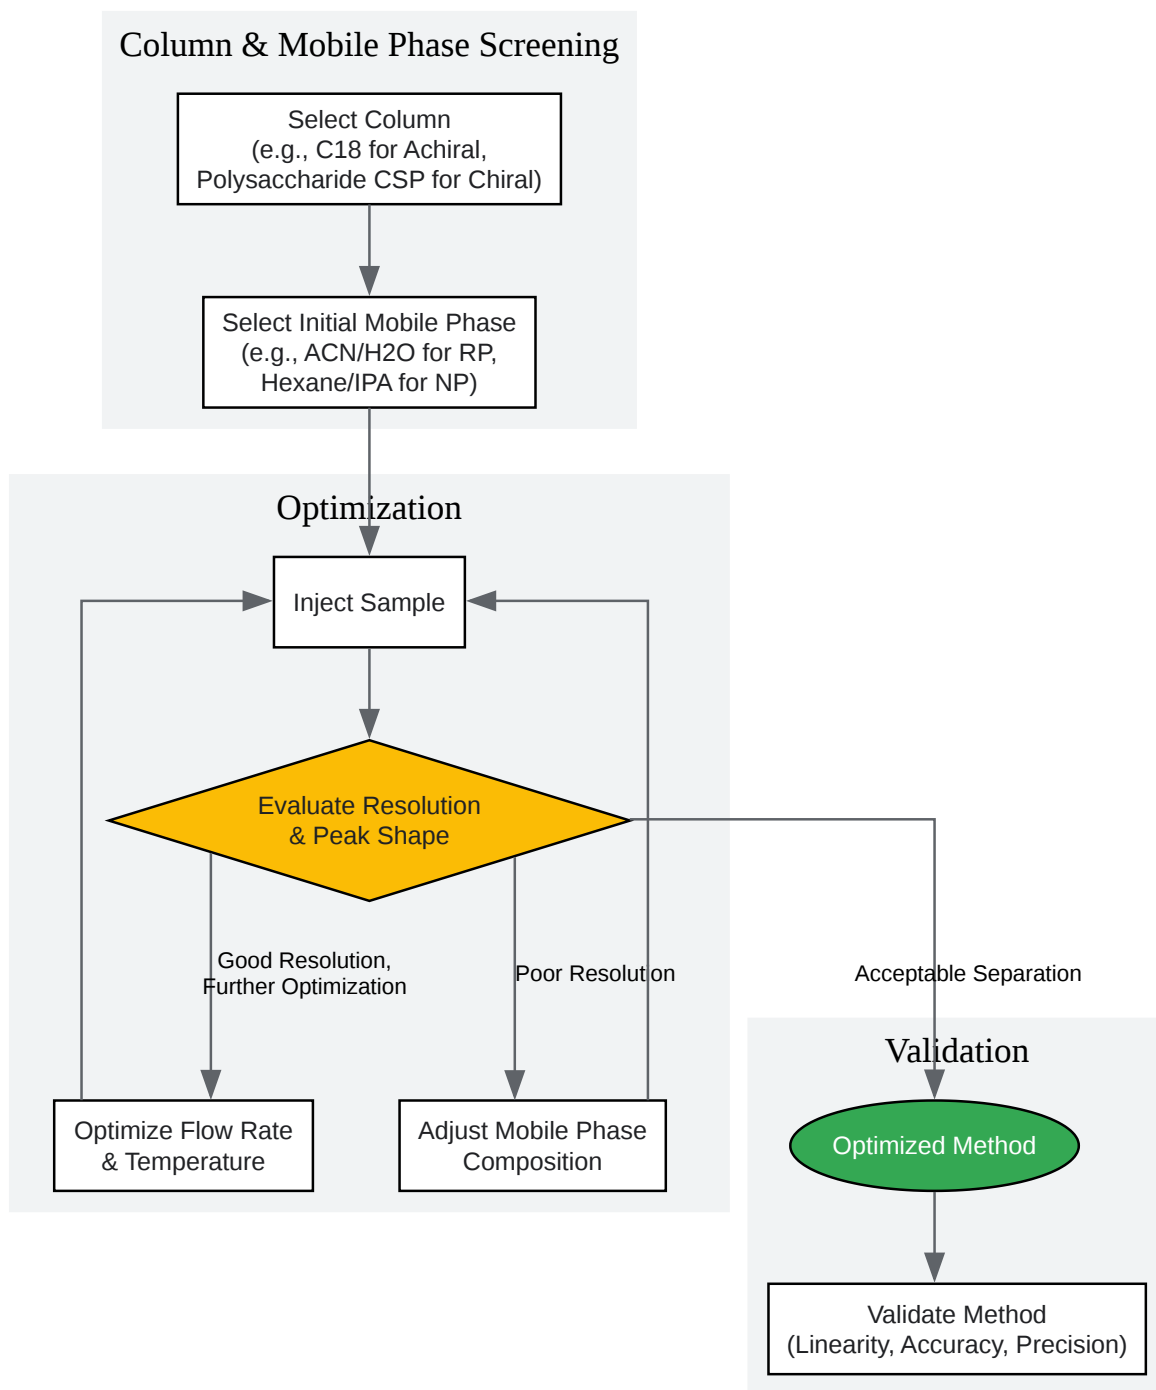 Column & Mobile Phase Screening
Select Column
(e.g., C18 for Achiral,
Polysaccharide CSP for Chiral)
Select Initial Mobile Phase
(e.g., ACN/H2O for RP,
Hexane/IPA for NP)
Optimization
Inject Sample
Evaluate Resolution
& Peak Shape
Good Resolution,
Further Optimization
Poor Resolution
Acceptable Separation
Optimize Flow Rate
& Temperature
Adjust Mobile Phase
Composition
Validation
Optimized Method
Validate Method
(Linearity, Accuracy, Precision)